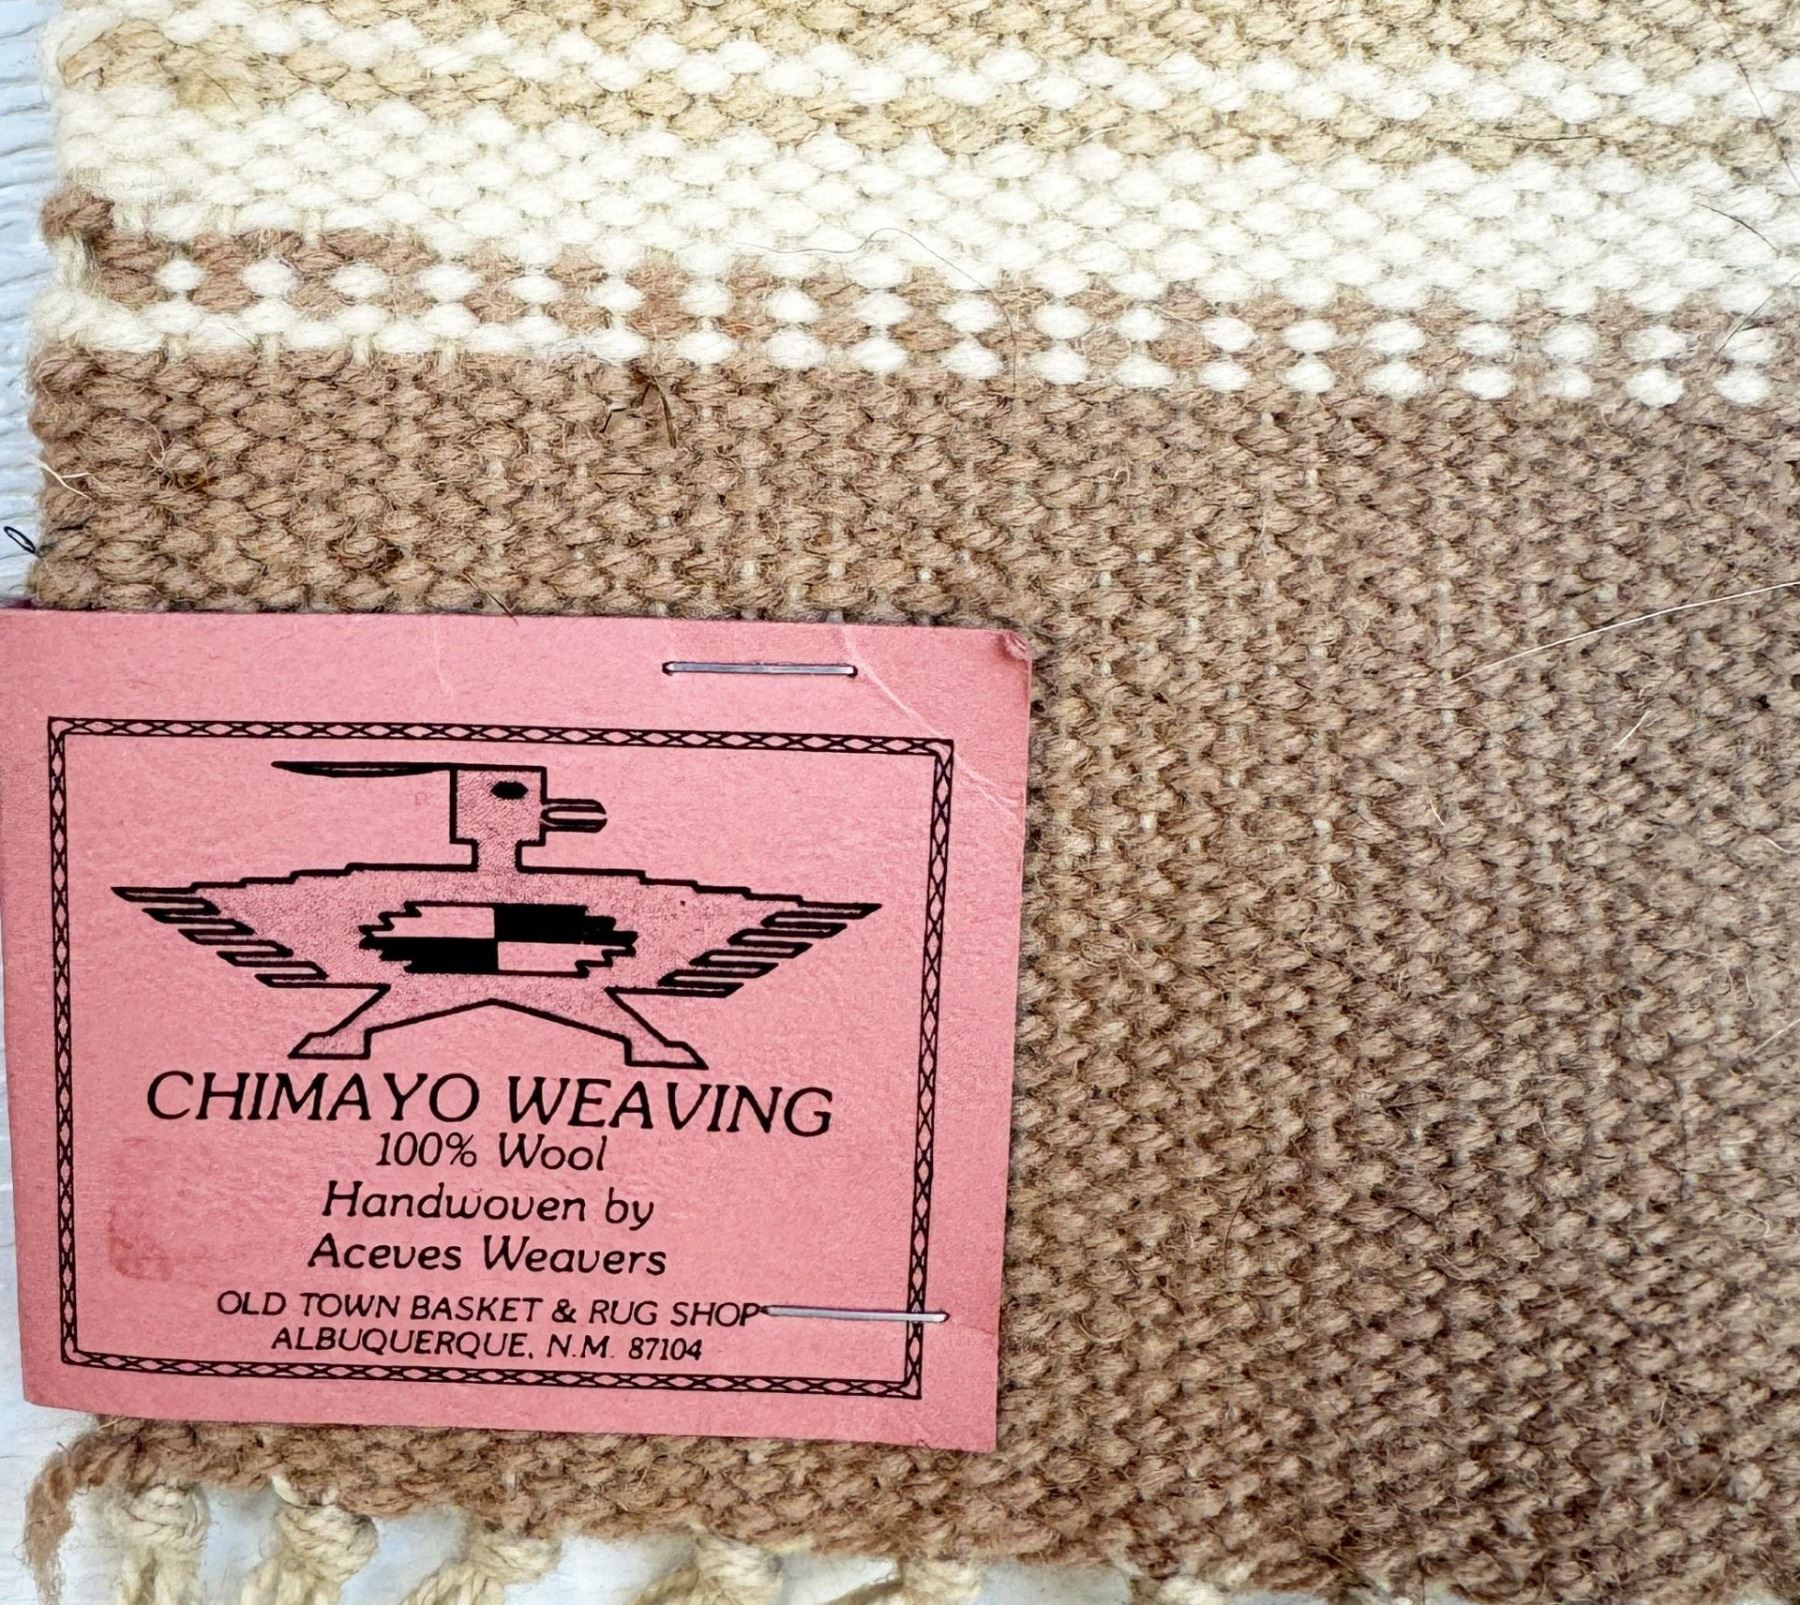 CHIMAYO WEAVING
100% Wool
Handwoven by
Aceves Weavers
OLD TOWN BASKET & RUG SHOP
ALBUQUERQUE, N.M. 87104